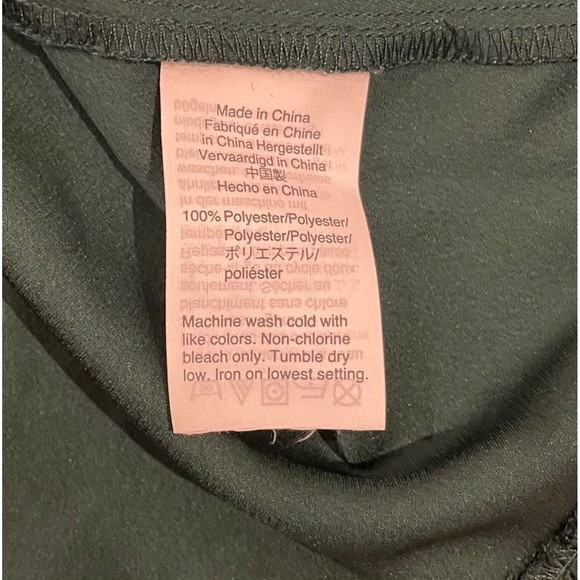 Made in China
Fabriqué en Chine
in China Hergestellt
Vervaardigd in China
中国製
Hecho en China
100% Polyester/Polyester/
Polyester/Polyester/
ポリエステル/
poliéster
Machine wash cold with
like colors. Non-chlorine
bleach only. Tumble dry
low. Iron on lowest setting.